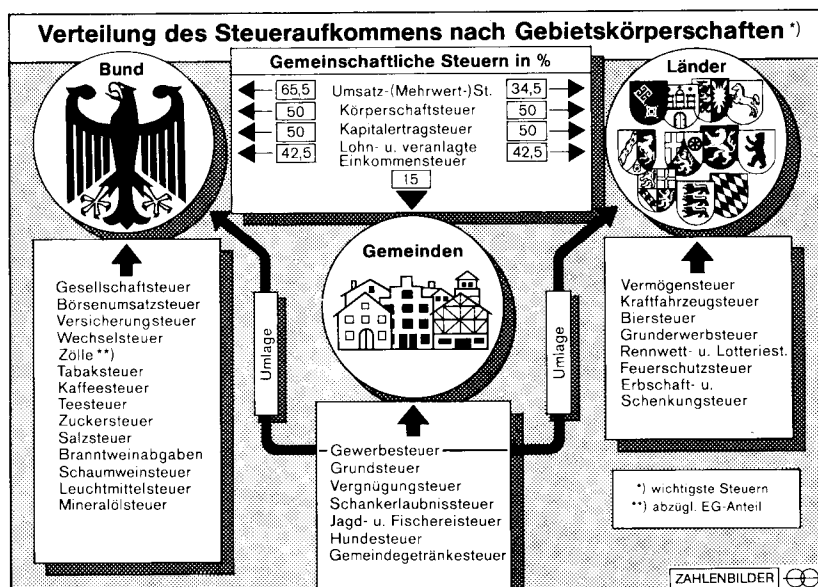 Verteilung des Steueraufkommens nach Gebietskörperschaften *)
Bund
Gemeinschaftliche Steuern in %
65,5 Umsatz-(Mehrwert-)St. 34,5
50 Körperschaftsteuer 50
50 Kapitalertragsteuer 50
42,5 Lohn- u. veranlagte Einkommensteuer 42,5
15
Länder
Gesellschaftsteuer
Börsenumsatzsteuer
Versicherungsteuer
Wechselsteuer
Zölle **)
Tabaksteuer
Kaffeesteuer
Teesteuer
Zuckersteuer
Salzsteuer
Branntweinabgaben
Schaumweinsteuer
Leuchtmittelsteuer
Mineralölsteuer
Umlage
Gemeinden
Gewerbesteuer
Grundsteuer
Vergnügungsteuer
Schankerlaubnissteuer
Jagd- u. Fischereisteuer
Hundesteuer
Gemeindegetränkesteuer
Umlage
Vermögensteuer
Kraftfahrzeugsteuer
Biersteuer
Grunderwerbsteuer
Rennwett- u. Lotteriest.
Feuerschutzsteuer
Erbschaft- u.
Schenkungsteuer
*) wichtigste Steuern
**) abzügl. EG-Anteil
ZAHLENBILDER